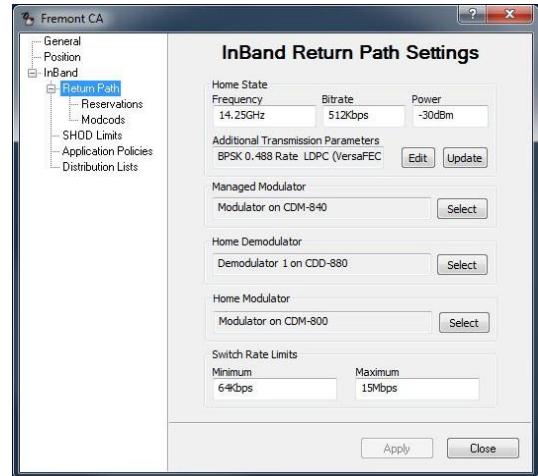 Fremont CA
General
Position
InBand
Return Path
Reservations
Modcods
SHOD Limits
Application Policies
Distribution Lists
InBand Return Path Settings
Home State
Frequency Bitrate Power
14.25GHz 512Kbps -30dBm
Additional Transmission Parameters
BPSK 0.488 Rate LDPC (VersaFEC Edit Update
Managed Modulator
Modulator on CDM-840 Select
Home Demodulator
Demodulator 1 on CDD-880 Select
Home Modulator
Modulator on CDM-800 Select
Switch Rate Limits
Minimum Maximum
64Kbps 15Mbps
Apply Close